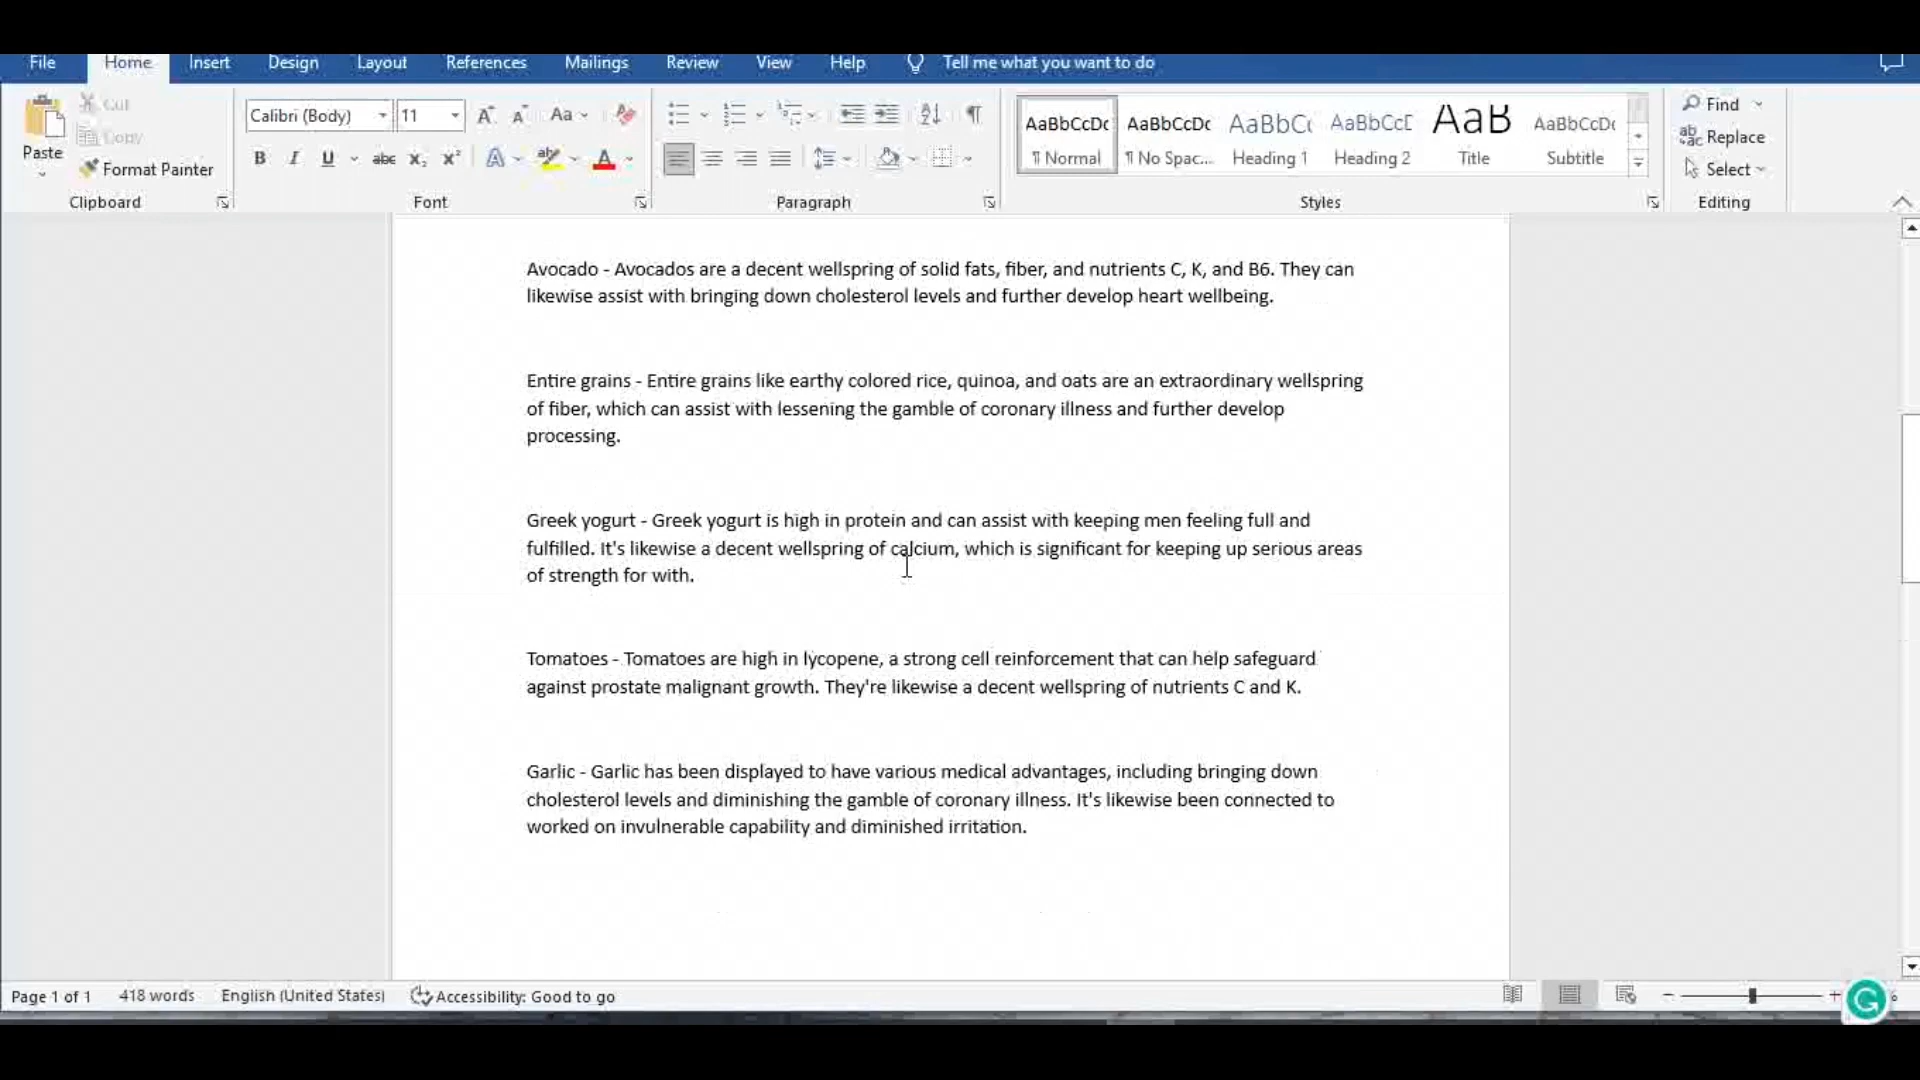 File Home Insert Design Layout References Mailings Review View Help Tell me what you want to do
Cut
Copy
Paste
Format Painter
Clipboard
Calibri (Body) 11
Font
Paragraph
AaBbCcDc AaBbCcDc AaBbC AaBbCcD AaB AaBbCcD
¶ Normal ¶ No Spac... Heading 1 Heading 2 Title Subtitle
Styles
Find
Replace
Select
Editing
Avocado - Avocados are a decent wellspring of solid fats, fiber, and nutrients C, K, and B6. They can
likewise assist with bringing down cholesterol levels and further develop heart wellbeing.
Entire grains - Entire grains like earthy colored rice, quinoa, and oats are an extraordinary wellspring
of fiber, which can assist with lessening the gamble of coronary illness and further develop
processing.
Greek yogurt - Greek yogurt is high in protein and can assist with keeping men feeling full and
fulfilled. It's likewise a decent wellspring of calcium, which is significant for keeping up serious areas
of strength for with.
Tomatoes - Tomatoes are high in lycopene, a strong cell reinforcement that can help safeguard
against prostate malignant growth. They're likewise a decent wellspring of nutrients C and K.
Garlic - Garlic has been displayed to have various medical advantages, including bringing down
cholesterol levels and diminishing the gamble of coronary illness. It's likewise been connected to
worked on invulnerable capability and diminished irritation.
Page 1 of 1 418 words English (United States) Accessibility: Good to go